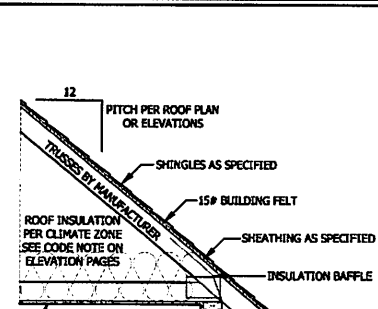 12
PITCH PER ROOF PLAN
OR ELEVATIONS
SHINGLES AS SPECIFIED
TRUSSES BY MANUFACTURER
15# BUILDING FELT
ROOF INSULATION
PER CLIMATE ZONE
SEE CODE NOTE ON
ELEVATION PAGES
SHEATHING AS SPECIFIED
INSULATION BAFFLE